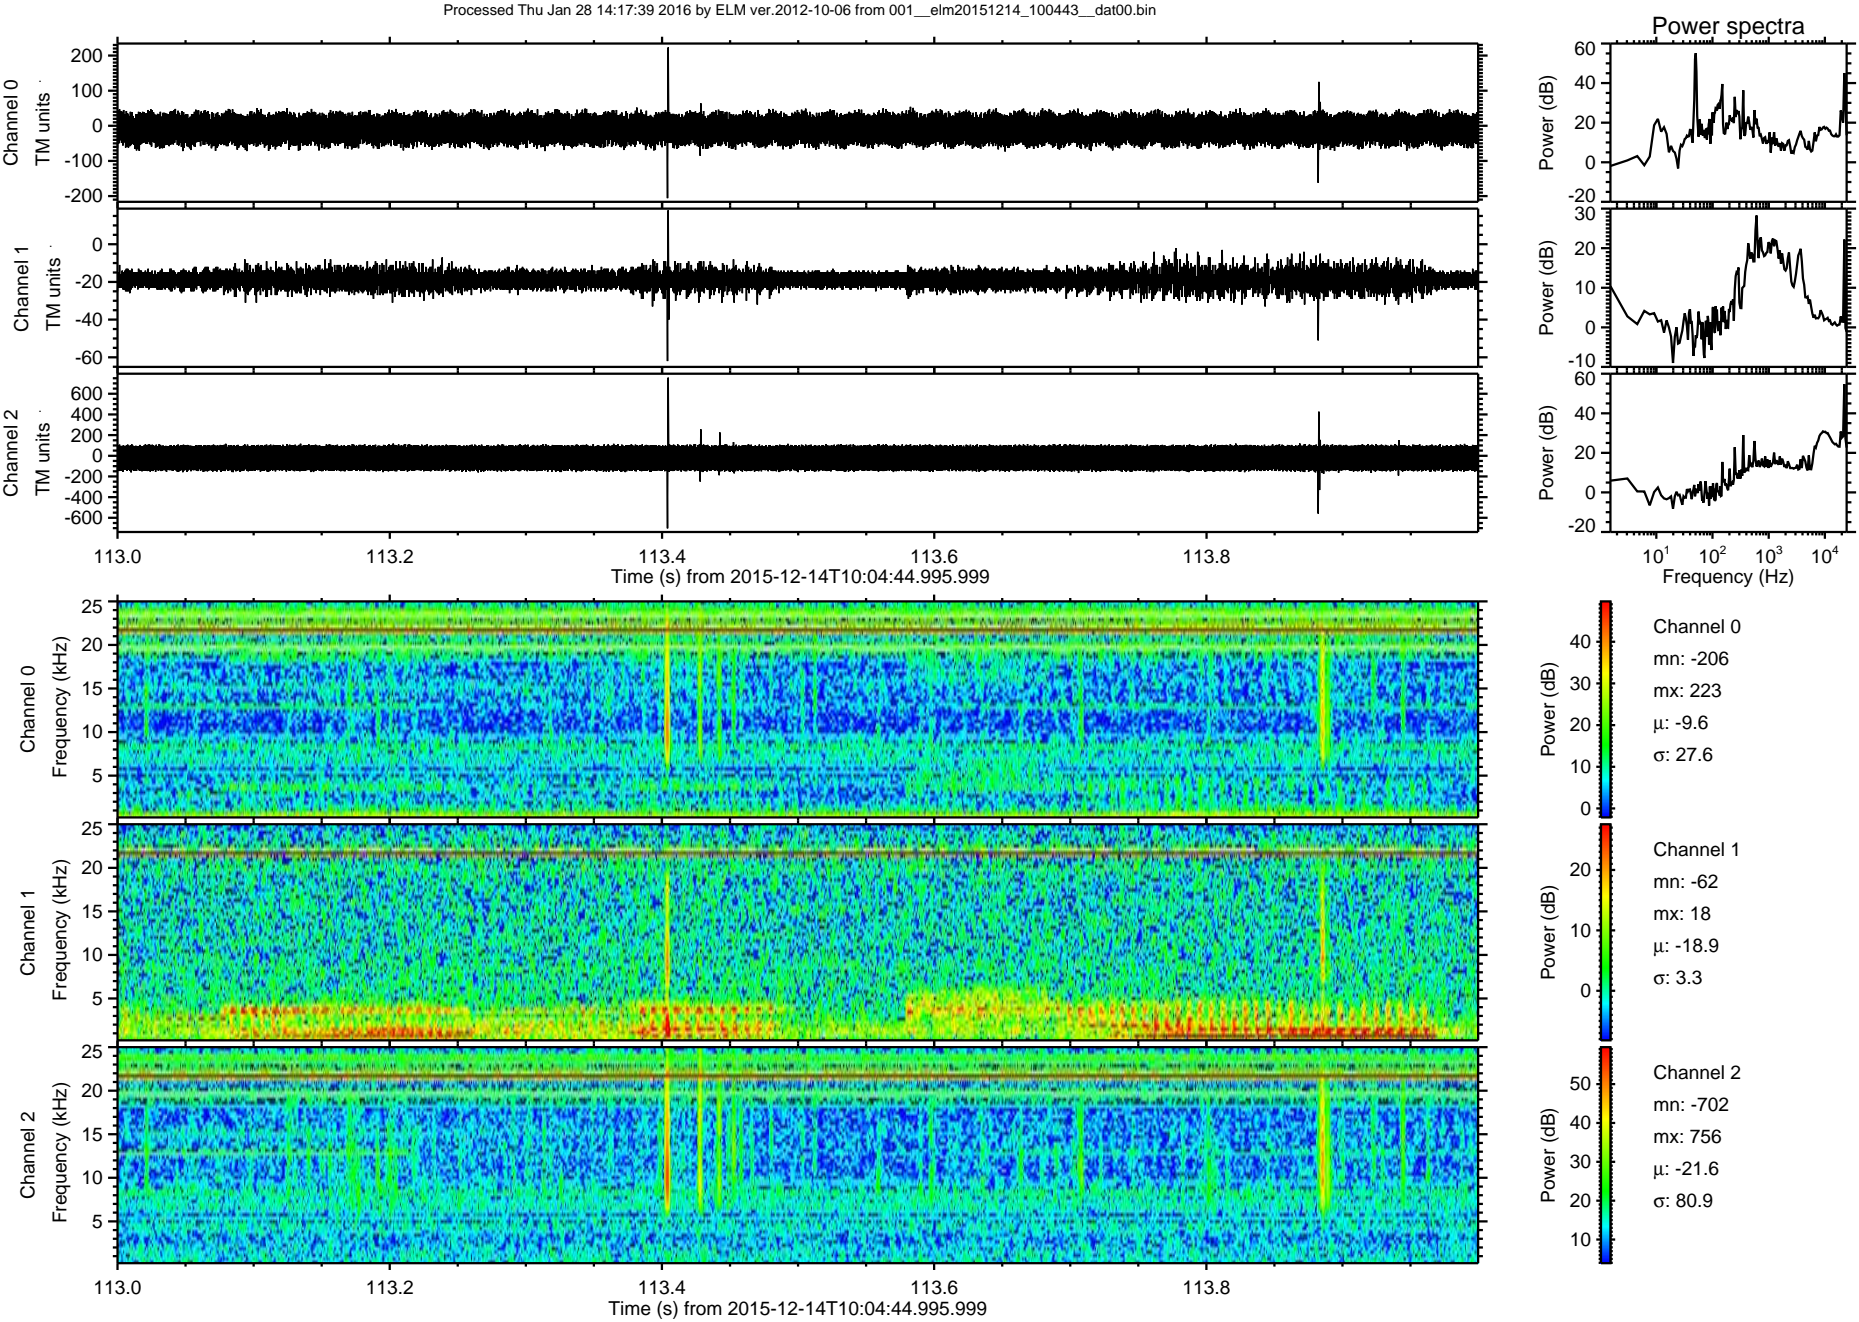 Processed Thu Jan 28 14:17:39 2016 by ELM ver.2012-10-06 from 001__elm20151214_100443__dat00.bin
Power spectra
Channel 0
TM units
200
100
0
-100
-200
Power (dB)
60
40
20
0
-20
Channel 1
TM units
0
-20
-40
-60
Power (dB)
30
20
10
0
-10
Channel 2
TM units
600
400
200
0
-200
-400
-600
Power (dB)
60
40
20
0
-20
113.0 113.2 113.4 113.6 113.8
Time (s) from 2015-12-14T10:04:44.995.999
10^1 10^2 10^3 10^4
Frequency (Hz)
Channel 0
Frequency (kHz)
25
20
15
10
5
Power (dB)
40
30
20
10
0
Channel 0
mn: -206
mx: 223
μ: -9.6
σ: 27.6
Channel 1
Frequency (kHz)
25
20
15
10
5
Power (dB)
20
10
0
Channel 1
mn: -62
mx: 18
μ: -18.9
σ: 3.3
Channel 2
Frequency (kHz)
25
20
15
10
5
Power (dB)
50
40
30
20
10
Channel 2
mn: -702
mx: 756
μ: -21.6
σ: 80.9
113.0 113.2 113.4 113.6 113.8
Time (s) from 2015-12-14T10:04:44.995.999